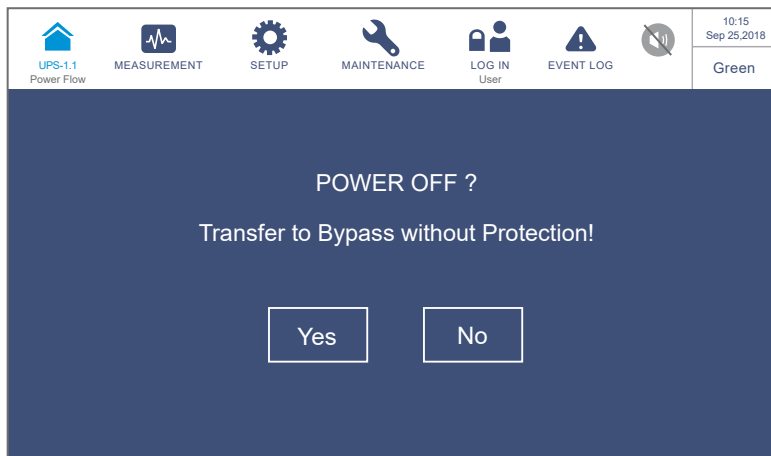 UPS-1.1
Power Flow
MEASUREMENT
SETUP
MAINTENANCE
LOG IN
User
EVENT LOG
10:15
Sep 25,2018
Green
POWER OFF ?
Transfer to Bypass without Protection!
Yes
No